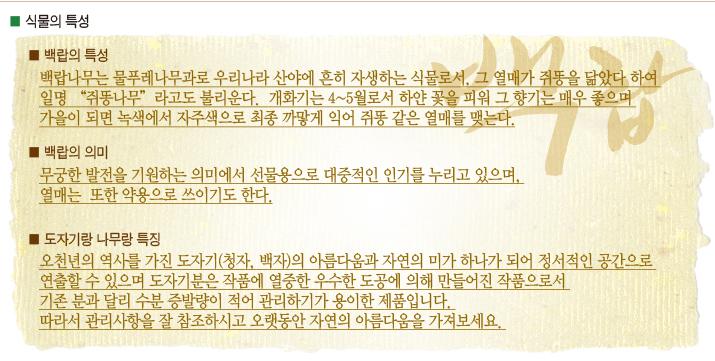 ■ 식물의 특성
백랍
■ 백랍의 특성
백랍나무는 물푸레나무과로 우리나라 산야에 흔히 자생하는 식물로서, 그 열매가 쥐똥을 닮았다 하여
일명 “쥐똥나무” 라고도 불리운다. 개화기는 4~5월로서 하얀 꽃을 피워 그 향기는 매우 좋으며
가을이 되면 녹색에서 자주색으로 최종 까맣게 익어 쥐똥 같은 열매를 맺는다.
■ 백랍의 의미
무궁한 발전을 기원하는 의미에서 선물용으로 대중적인 인기를 누리고 있으며,
열매는 또한 약용으로 쓰이기도 한다.
■ 도자기랑 나무랑 특징
오천년의 역사를 가진 도자기(청자, 백자)의 아름다움과 자연의 미가 하나가 되어 정서적인 공간으로
연출할 수 있으며 도자기분은 작품에 열중한 우수한 도공에 의해 만들어진 작품으로서
기존 분과 달리 수분 증발량이 적어 관리하기가 용이한 제품입니다.
따라서 관리사항을 잘 참조하시고 오랫동안 자연의 아름다움을 가져보세요.